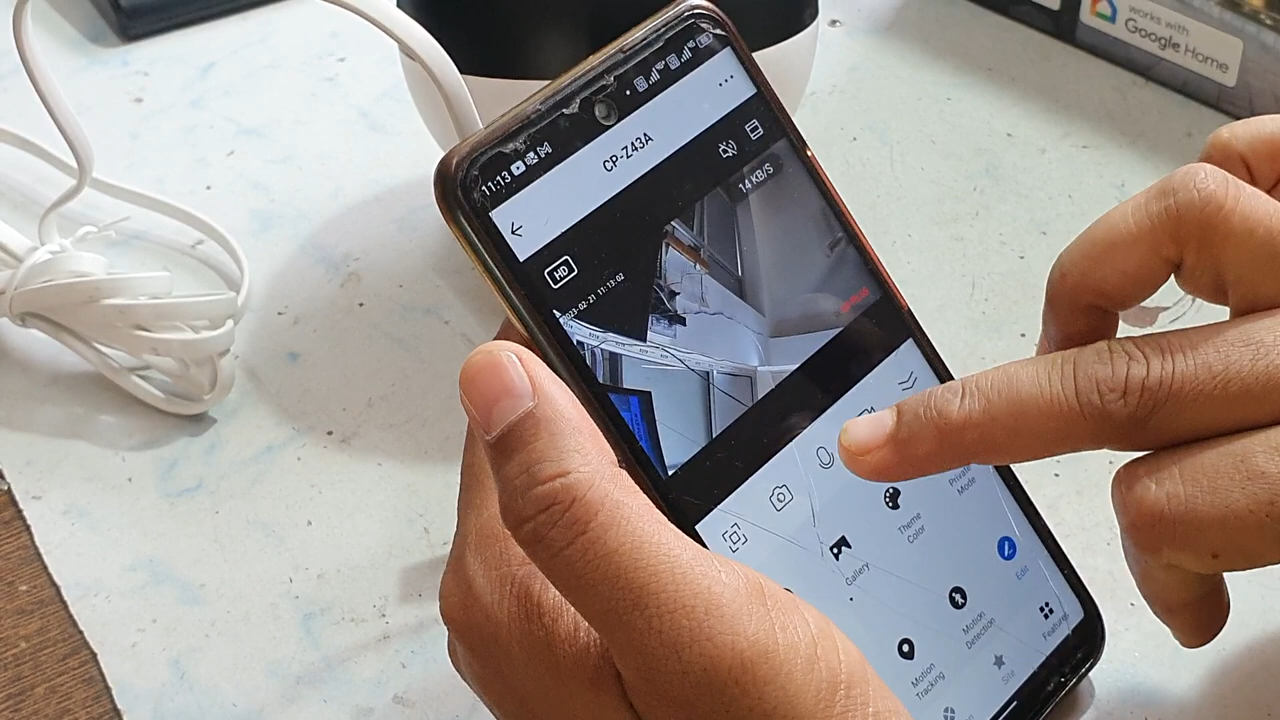 works with
Google Home
11:13
CP-Z43A
14 KB/S
HD
2023-02-21 11:13:02
Private
Mode
Theme
Color
Gallery
Edit
Motion
Detection
Motion
Tracking
Feature
Site